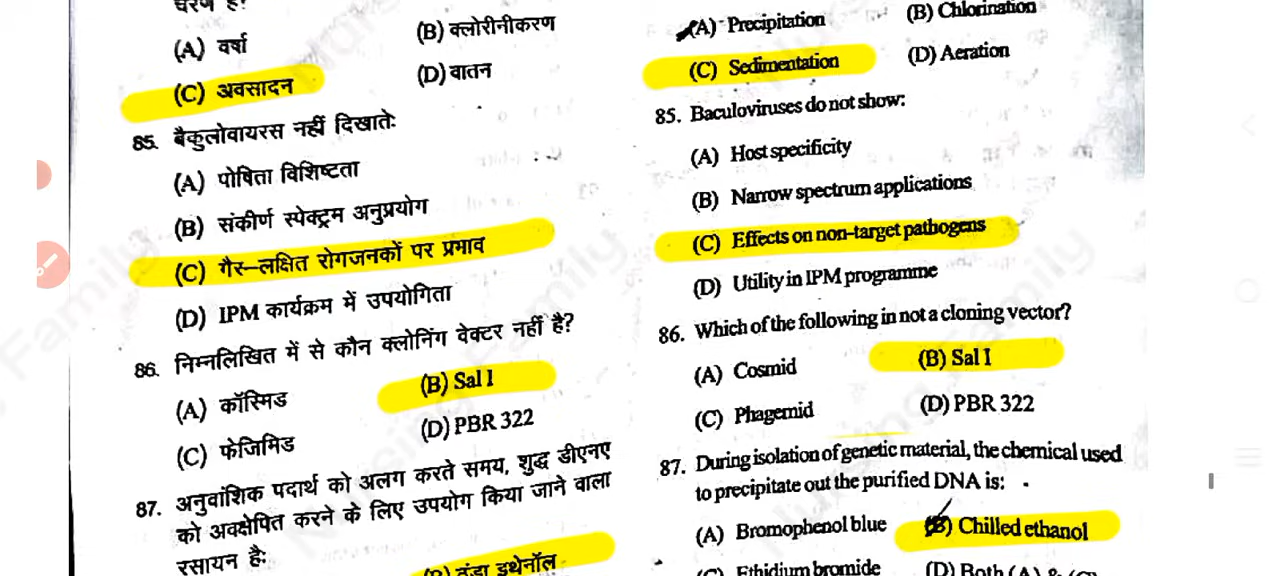 चरण है?
(A) वर्षा
(B) क्लोरीनीकरण
(C) अवसादन
(D) वातन
85. बैकुलोवायरस नहीं दिखातेः
(A) पोषिता विशिष्टता
(B) संकीर्ण स्पेक्ट्रम अनुप्रयोग
(C) गैर–लक्षित रोगजनकों पर प्रभाव
(D) IPM कार्यक्रम में उपयोगिता
86. निम्नलिखित में से कौन क्लोनिंग वेक्टर नहीं है?
(A) कॉस्मिड
(B) Sal I
(C) फेजिमिड
(D) PBR 322
87. अनुवांशिक पदार्थ को अलग करते समय, शुद्ध डीएनए
को अवक्षेपित करने के लिए उपयोग किया जाने वाला
रसायन हैः
(B) ठंडा इथेनॉल
(A) Precipitation
(B) Chlorination
(C) Sedimentation
(D) Aeration
85. Baculoviruses do not show:
(A) Host specificity
(B) Narrow spectrum applications
(C) Effects on non-target pathogens
(D) Utility in IPM programme
86. Which of the following in not a cloning vector?
(A) Cosmid
(B) Sal I
(C) Phagemid
(D) PBR 322
87. During isolation of genetic material, the chemical used
to precipitate out the purified DNA is:
(A) Bromophenol blue
(B) Chilled ethanol
(C) Ethidium bromide
(D) Both (A) & (C)
Nursing Family